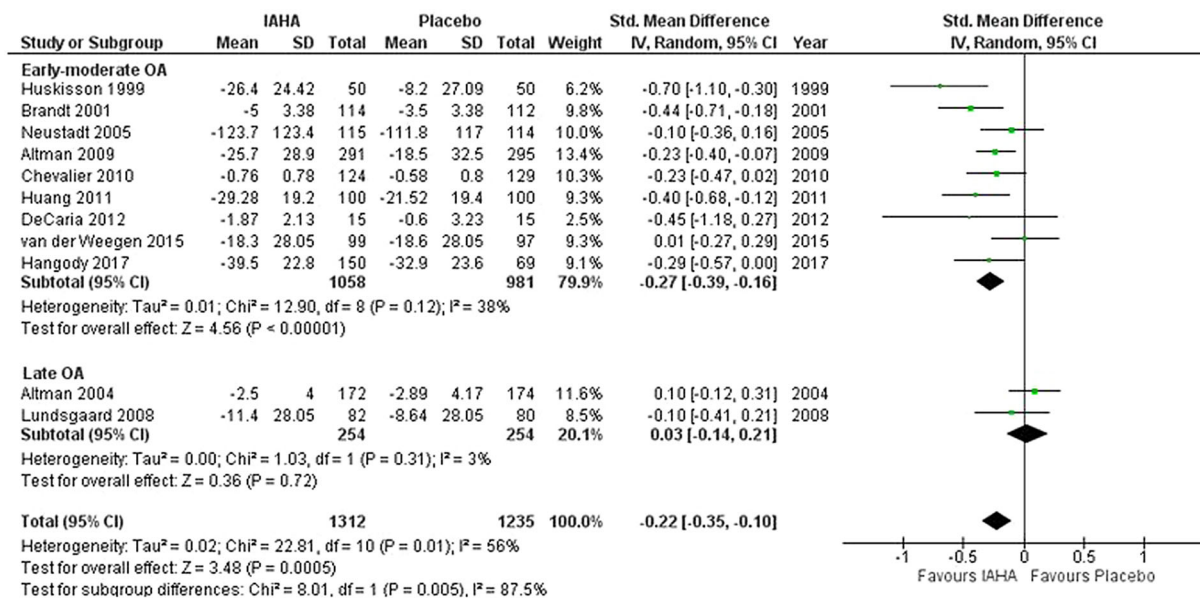 IAHA Placebo Std. Mean Difference Std. Mean Difference
Study or Subgroup Mean SD Total Mean SD Total Weight IV, Random, 95% CI Year IV, Random, 95% CI
Early-moderate OA
Huskisson 1999 -26.4 24.42 50 -8.2 27.09 50 6.2% -0.70 [-1.10, -0.30] 1999
Brandt 2001 -5 3.38 114 -3.5 3.38 112 9.8% -0.44 [-0.71, -0.18] 2001
Neustadt 2005 -123.7 123.4 115 -111.8 117 114 10.0% -0.10 [-0.36, 0.16] 2005
Altman 2009 -25.7 28.9 291 -18.5 32.5 295 13.4% -0.23 [-0.40, -0.07] 2009
Chevalier 2010 -0.76 0.78 124 -0.58 0.8 129 10.3% -0.23 [-0.47, 0.02] 2010
Huang 2011 -29.28 19.2 100 -21.52 19.4 100 9.3% -0.40 [-0.68, -0.12] 2011
DeCaria 2012 -1.87 2.13 15 -0.6 3.23 15 2.5% -0.45 [-1.18, 0.27] 2012
van der Weegen 2015 -18.3 28.05 99 -18.6 28.05 97 9.3% 0.01 [-0.27, 0.29] 2015
Hangody 2017 -39.5 22.8 150 -32.9 23.6 69 9.1% -0.29 [-0.57, 0.00] 2017
Subtotal (95% CI) 1058 981 79.9% -0.27 [-0.39, -0.16]
Heterogeneity: Tau² = 0.01; Chi² = 12.90, df = 8 (P = 0.12); I² = 38%
Test for overall effect: Z = 4.56 (P < 0.00001)
Late OA
Altman 2004 -2.5 4 172 -2.89 4.17 174 11.6% 0.10 [-0.12, 0.31] 2004
Lundsgaard 2008 -11.4 28.05 82 -8.64 28.05 80 8.5% -0.10 [-0.41, 0.21] 2008
Subtotal (95% CI) 254 254 20.1% 0.03 [-0.14, 0.21]
Heterogeneity: Tau² = 0.00; Chi² = 1.03, df = 1 (P = 0.31); I² = 3%
Test for overall effect: Z = 0.36 (P = 0.72)
Total (95% CI) 1312 1235 100.0% -0.22 [-0.35, -0.10]
Heterogeneity: Tau² = 0.02; Chi² = 22.81, df = 10 (P = 0.01); I² = 56%
Test for overall effect: Z = 3.48 (P = 0.0005)
Test for subgroup differences: Chi² = 8.01, df = 1 (P = 0.005), I² = 87.5%
-1 -0.5 0 0.5 1
Favours IAHA Favours Placebo